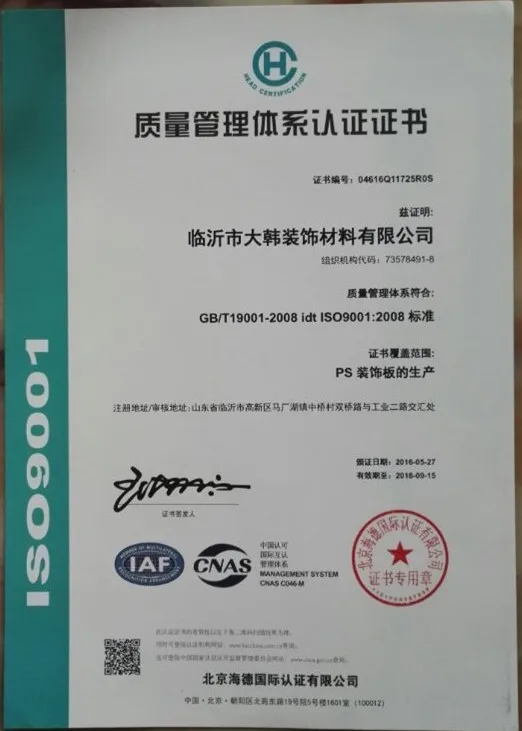 HEAD CERTIFICATION
质量管理体系认证证书
证书编号：04616Q11725R0S
兹证明:
临沂市大韩装饰材料有限公司
组织机构代码：73578491-8
质量管理体系符合:
GB/T19001-2008 idt ISO9001:2008 标准
证书覆盖范围:
PS 装饰板的生产
注册地址/审核地址：山东省临沂市高新区马厂湖镇中桥村双桥路与工业二路交汇处
ISO9001
颁证日期：2016-05-27
有效期至：2018-09-15
证书签发人
MEMBER OF MULTILATERAL
IAF
RECOGNITION ARRANGEMENT
CNAS
中国认可
国际互认
管理体系
MANAGEMENT SYSTEM
CNAS C046-M
北京海德国际认证有限公司
证书专用章
北京海德国际认证有限公司
中国·北京·朝阳区北苑东路19号院5号楼1601室（100012）